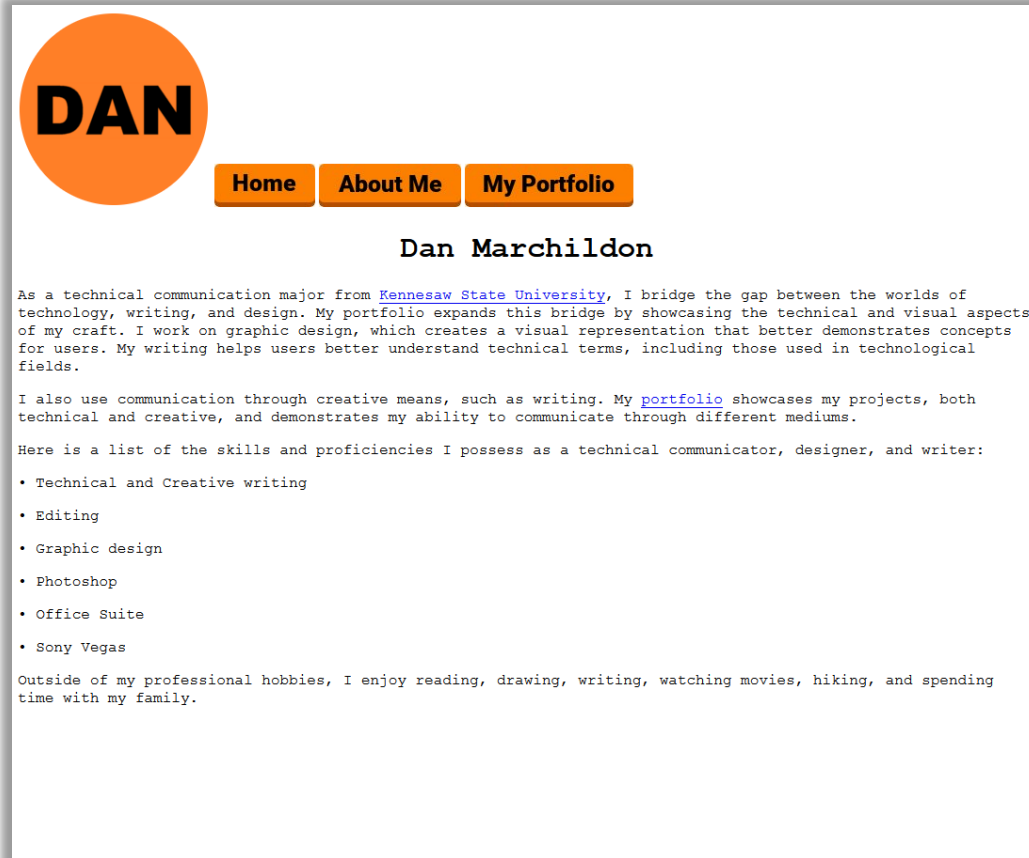 DAN
Home About Me My Portfolio
Dan Marchildon
As a technical communication major from Kennesaw State University, I bridge the gap between the worlds of
technology, writing, and design. My portfolio expands this bridge by showcasing the technical and visual aspects
of my craft. I work on graphic design, which creates a visual representation that better demonstrates concepts
for users. My writing helps users better understand technical terms, including those used in technological
fields.
I also use communication through creative means, such as writing. My portfolio showcases my projects, both
technical and creative, and demonstrates my ability to communicate through different mediums.
Here is a list of the skills and proficiencies I possess as a technical communicator, designer, and writer:
• Technical and Creative writing
• Editing
• Graphic design
• Photoshop
• Office Suite
• Sony Vegas
Outside of my professional hobbies, I enjoy reading, drawing, writing, watching movies, hiking, and spending
time with my family.